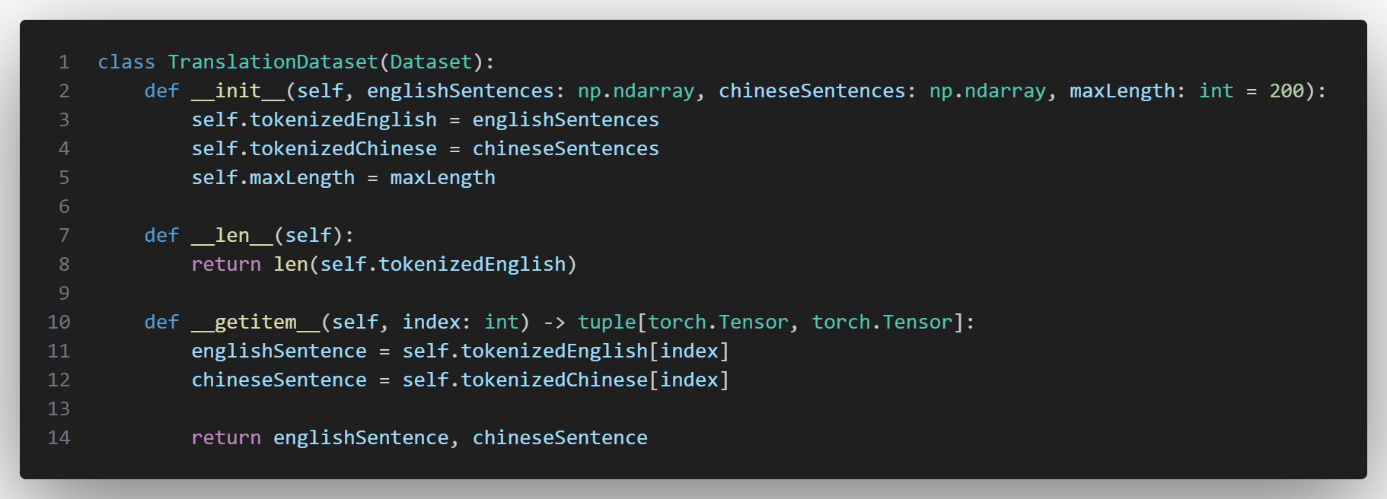 1 class TranslationDataset(Dataset):
2     def __init__(self, englishSentences: np.ndarray, chineseSentences: np.ndarray, maxLength: int = 200):
3         self.tokenizedEnglish = englishSentences
4         self.tokenizedChinese = chineseSentences
5         self.maxLength = maxLength
6
7     def __len__(self):
8         return len(self.tokenizedEnglish)
9
10     def __getitem__(self, index: int) -> tuple[torch.Tensor, torch.Tensor]:
11         englishSentence = self.tokenizedEnglish[index]
12         chineseSentence = self.tokenizedChinese[index]
13
14         return englishSentence, chineseSentence